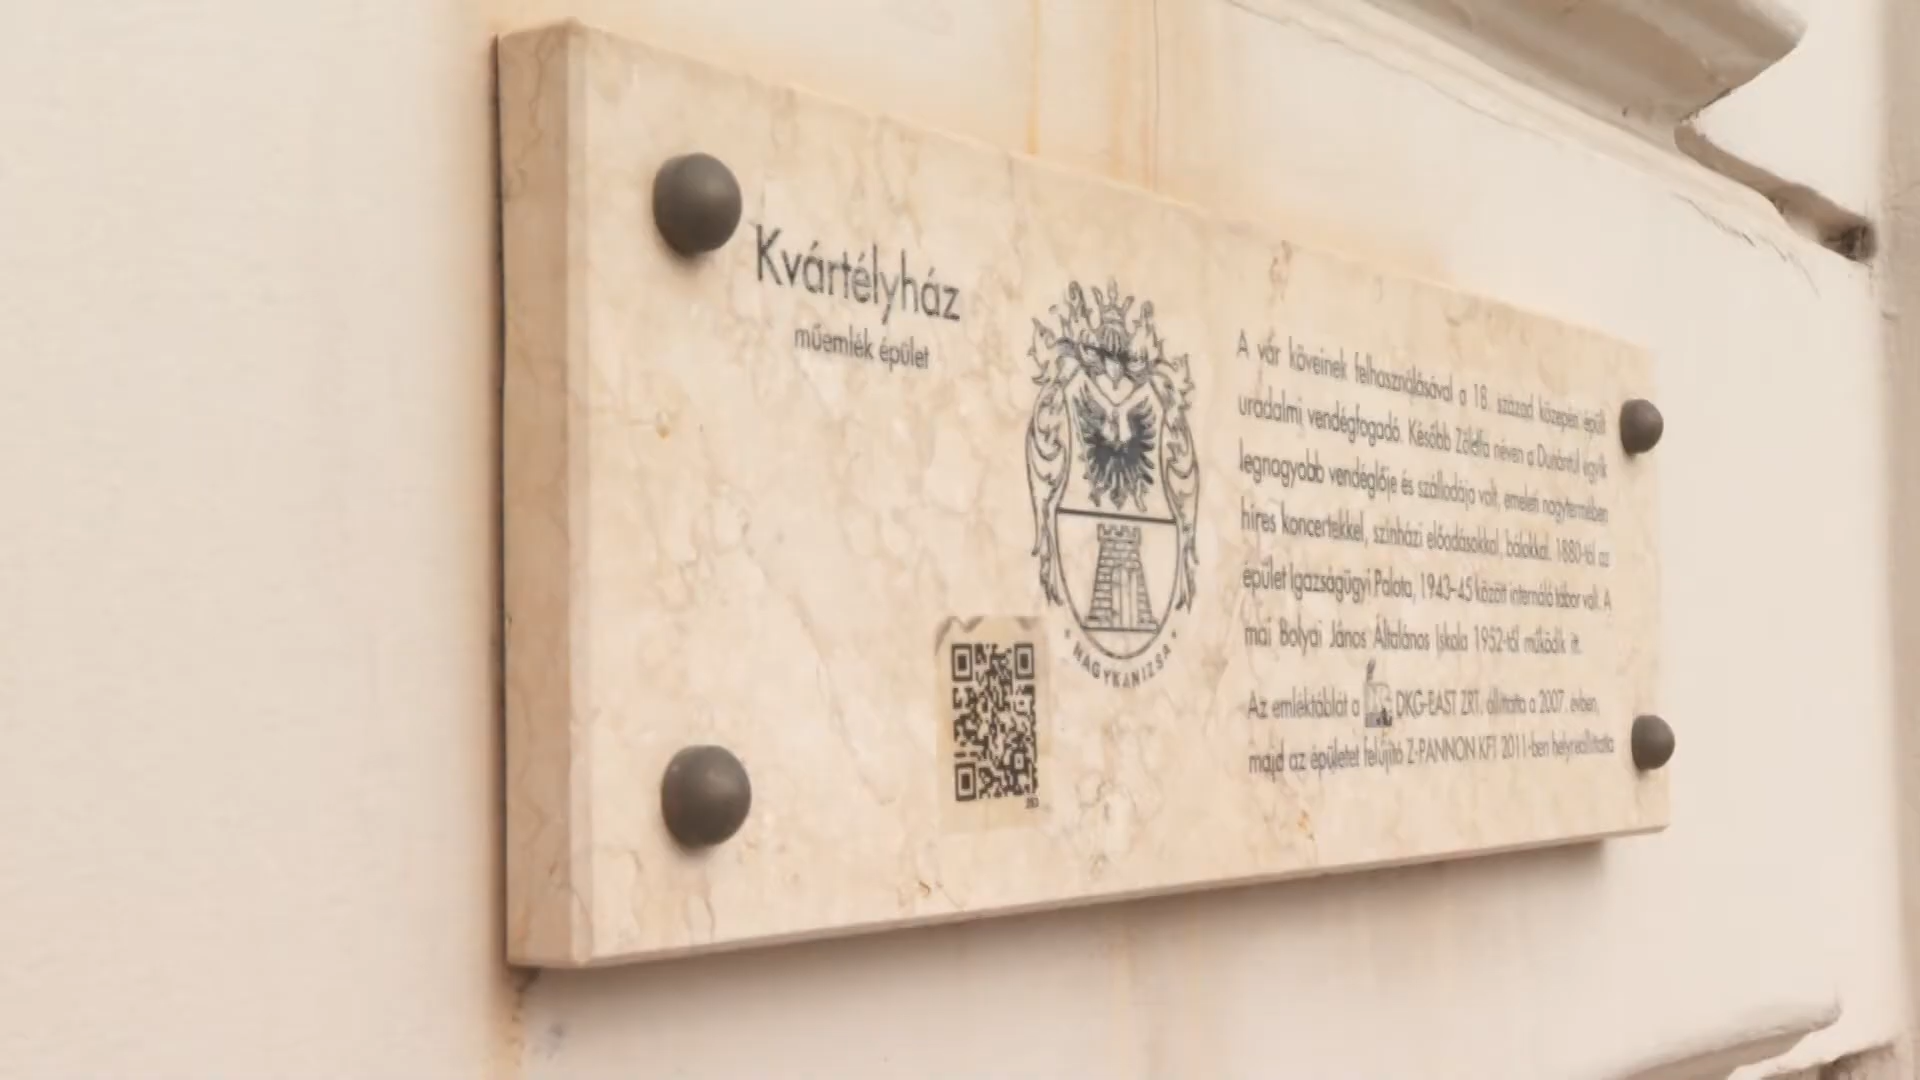 Kvártélyház
műemlék épület
NAGYKANIZSA
A vár köveinek felhasználásával a 18. század közepén épült
uradalmi vendégfogadó. Később Zöldfa néven a Dunántúl egyik
legnagyobb vendéglője és szállodája volt, emeleti nagytermében
híres koncertekkel, színházi előadásokkal, bálokkal. 1880-tól az
épület Igazságügyi Palota, 1943–45 között internáló tábor volt. A
mai Bolyai János Általános Iskola 1952-től működik itt.
Az emléktáblát a DKG-EAST ZRT. állíttatta a 2007. évben,
majd az épületet felújító Z-PANNON KFT 2011-ben helyreállíttatta